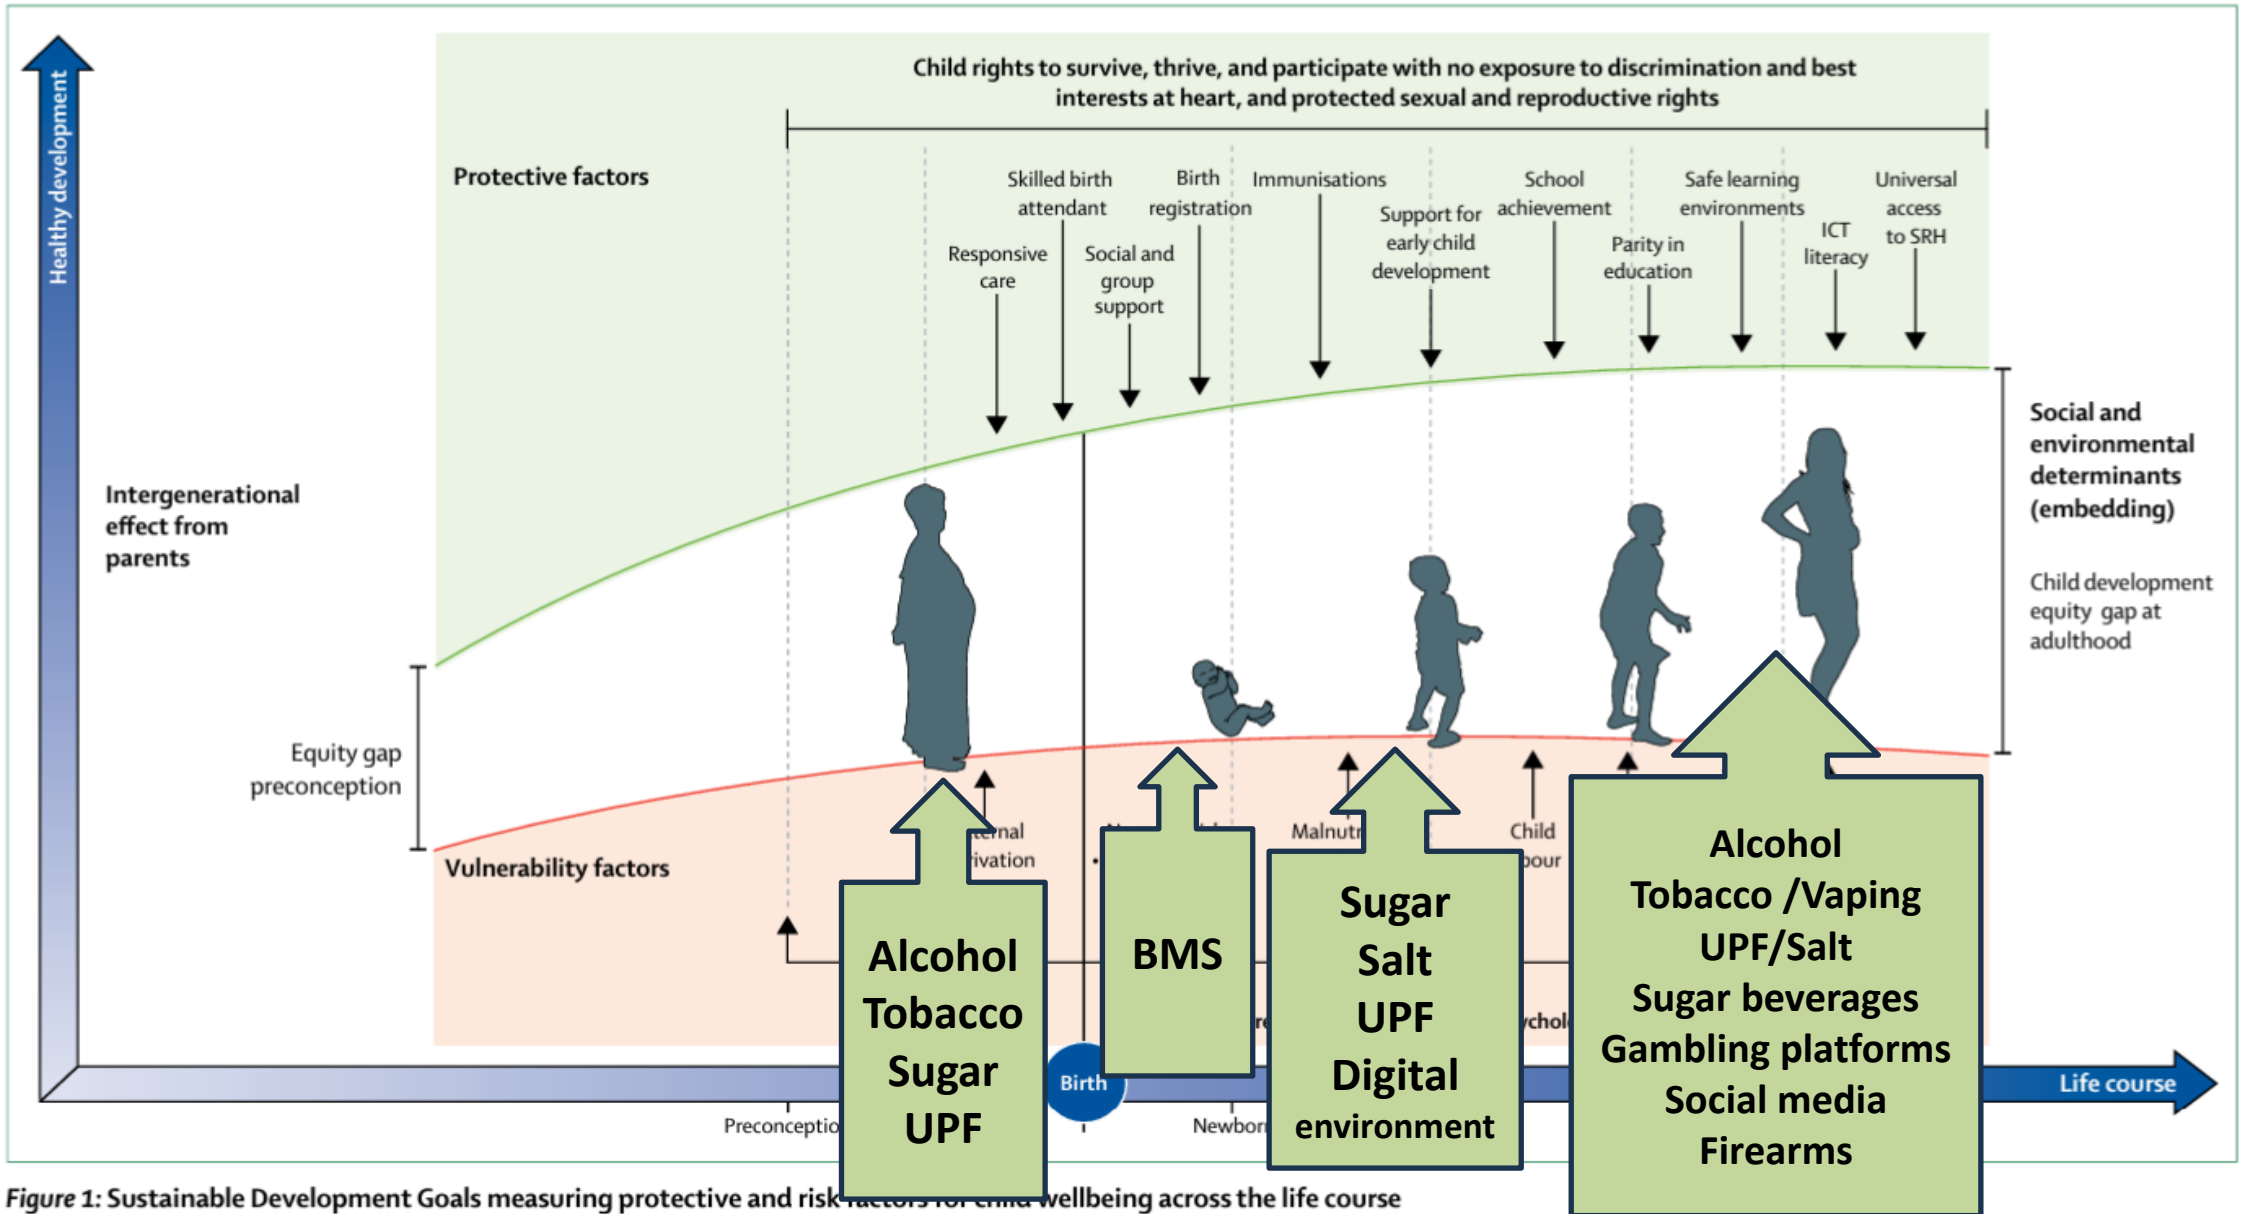 Healthy development
Child rights to survive, thrive, and participate with no exposure to discrimination and best
interests at heart, and protected sexual and reproductive rights
Protective factors
Responsive
care
Skilled birth
attendant
Social and
group
support
Birth
registration
Immunisations
Support for
early child
development
School
achievement
Parity in
education
Safe learning
environments
ICT
literacy
Universal
access
to SRH
Intergenerational
effect from
parents
Equity gap
preconception
Social and
environmental
determinants
(embedding)
Child development
equity gap at
adulthood
Vulnerability factors
Child
Alcohol
Tobacco
Sugar
UPF
BMS
Sugar
Salt
UPF
Digital
environment
Alcohol
Tobacco /Vaping
UPF/Salt
Sugar beverages
Gambling platforms
Social media
Firearms
Birth
Life course
Figure 1: Sustainable Development Goals measuring protective and risk factors for child wellbeing across the life course